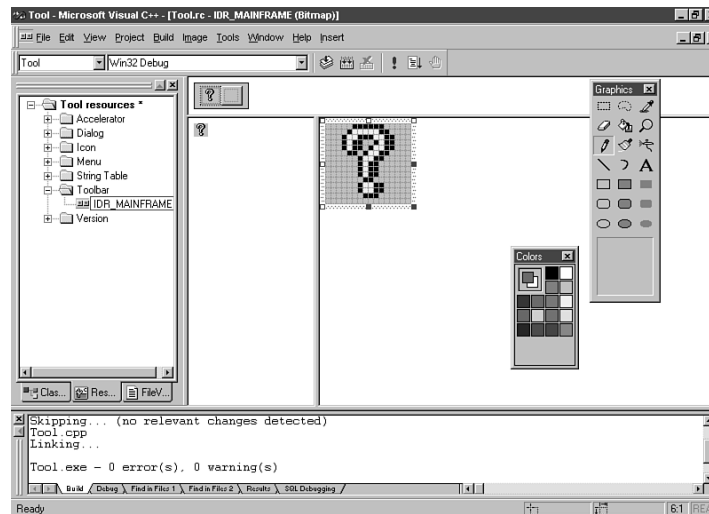 Tool - Microsoft Visual C++ - [Tool.rc - IDR_MAINFRAME (Bitmap)]
File Edit View Project Build Image Tools Window Help Insert
Tool Win32 Debug
Tool resources *
Accelerator
Dialog
Icon
Menu
String Table
Toolbar
IDR_MAINFRAME
Version
Graphics
A
Colors
Clas... Res... FileV...
Skipping... (no relevant changes detected)
Tool.cpp
Linking...
Tool.exe - 0 error(s), 0 warning(s)
Build Debug Find in Files 1 Find in Files 2 Results SQL Debugging
Ready 6:1 REA